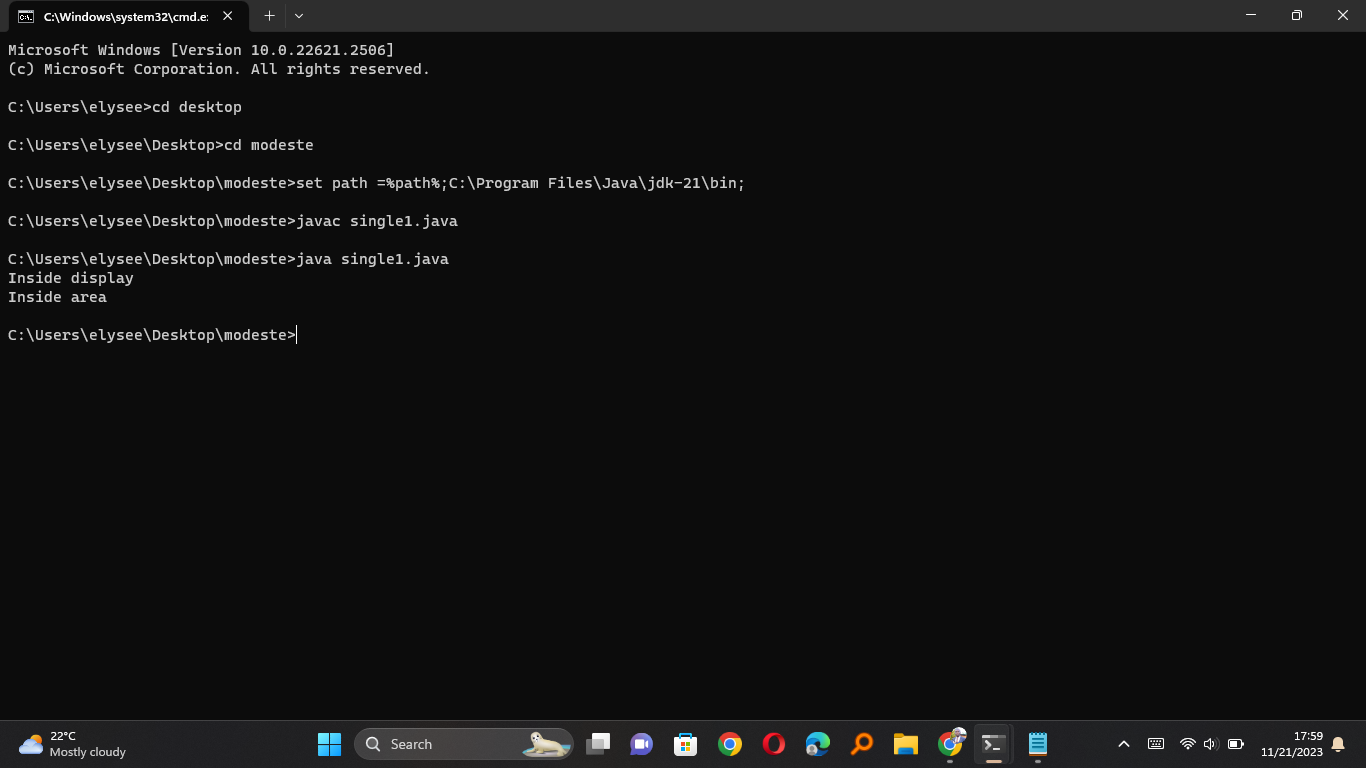 C:\Windows\system32\cmd.e:
Microsoft Windows [Version 10.0.22621.2506]
(c) Microsoft Corporation. All rights reserved.
C:\Users\elysee>cd desktop
C:\Users\elysee\Desktop>cd modeste
C:\Users\elysee\Desktop\modeste>set path =%path%;C:\Program Files\Java\jdk-21\bin;
C:\Users\elysee\Desktop\modeste>javac single1.java
C:\Users\elysee\Desktop\modeste>java single1.java
Inside display
Inside area
C:\Users\elysee\Desktop\modeste>
22°C
Mostly cloudy
Search
17:59
11/21/2023